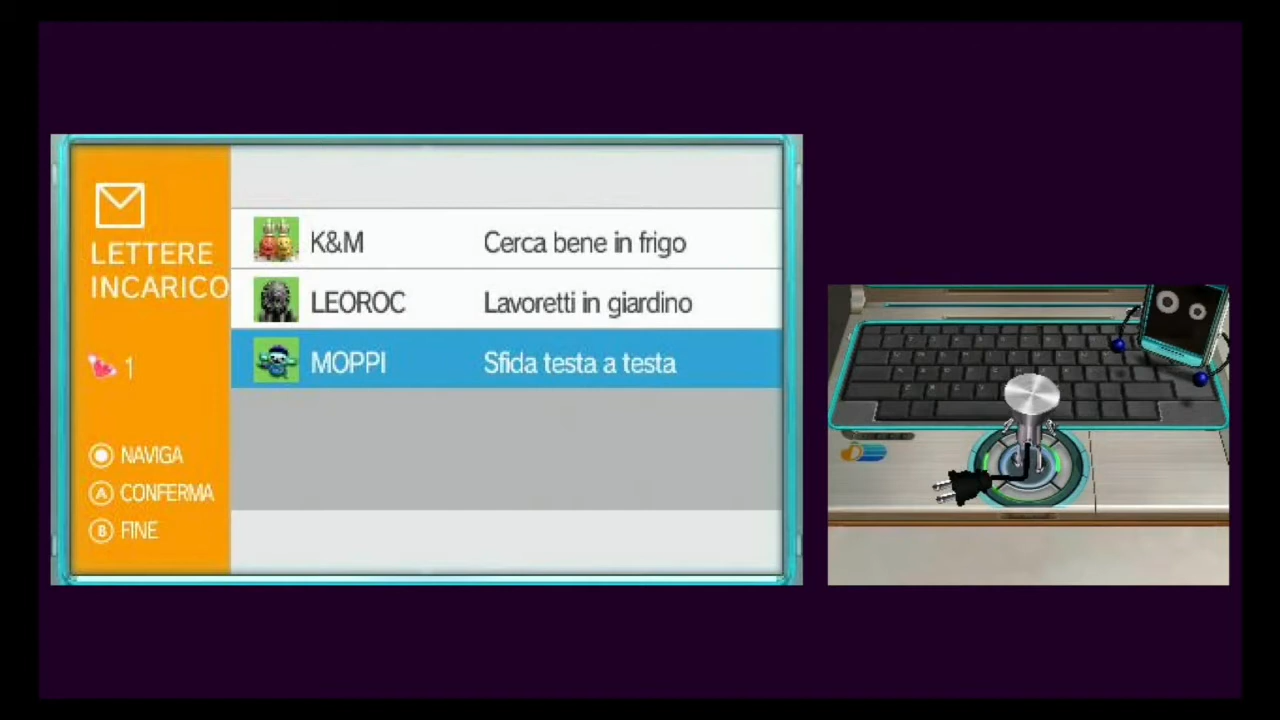 LETTERE
INCARICO
1
NAVIGA
A CONFERMA
B FINE
K&M Cerca bene in frigo
LEOROC Lavoretti in giardino
MOPPI Sfida testa a testa